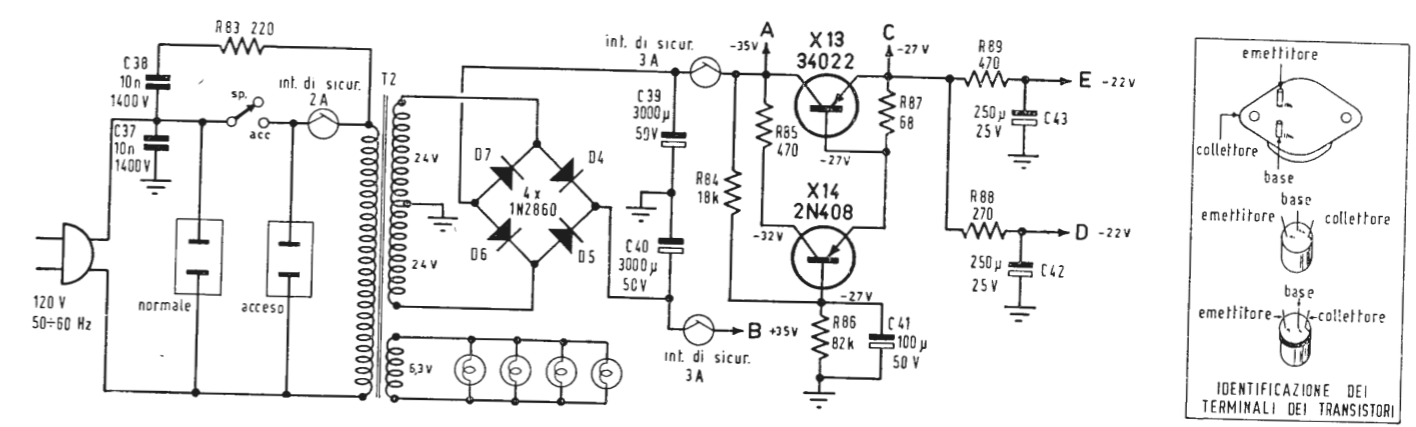 R83 220
C38
10n
1400V
C37
10n
1400V
sp.
acc
int. di sicur.
2A
T2
120 V
50÷60 Hz
normale
acceso
24V
24V
6,3V
D7
D4
4x
1N2860
D6
D5
C39
3000µ
50V
C40
3000µ
50V
int. di sicur.
3A
int. di sicur.
3A
B +35V
A
-35V
X13
34022
C
-27V
R85
470
R84
18k
R87
68
-27V
X14
2N408
-32V
-27V
R86
82k
C41
100µ
50V
R89
470
E -22V
250µ
25V
C43
R88
270
D -22V
250µ
25V
C42
emettitore
collettore
base
base
emettitore
collettore
base
emettitore
collettore
IDENTIFICAZIONE DEI
TERMINALI DEI TRANSISTORI